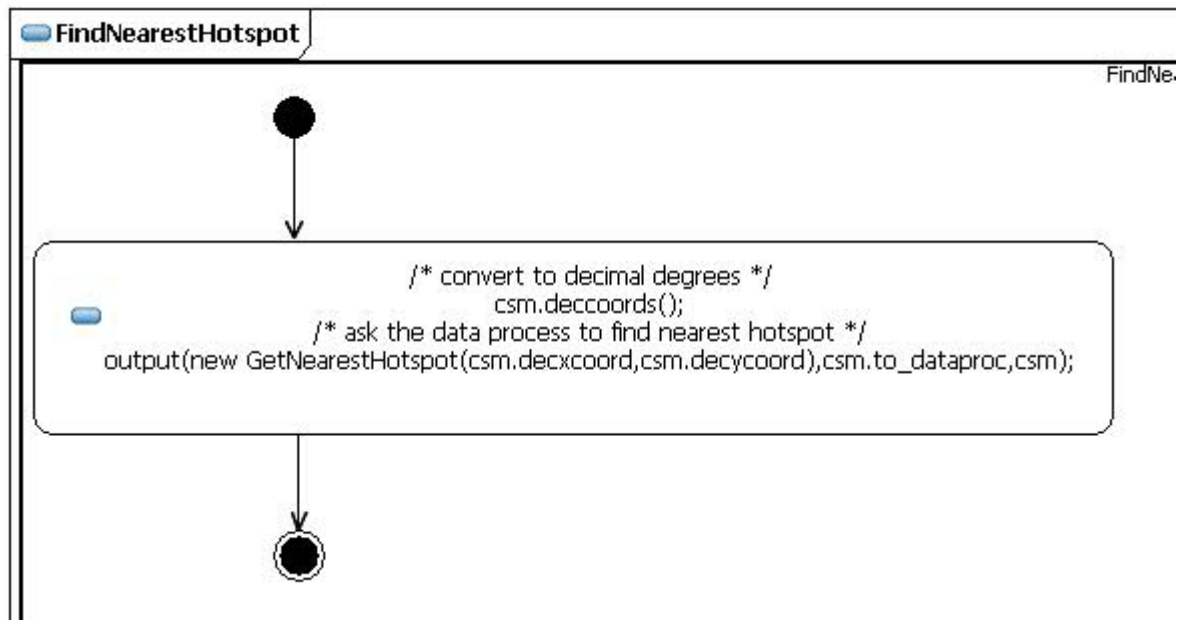 FindNearestHotspot
FindNe
/* convert to decimal degrees */
csm.deccoords();
/* ask the data process to find nearest hotspot */
output(new GetNearestHotspot(csm.decxcoord,csm.decycoord),csm.to_dataproc,csm);